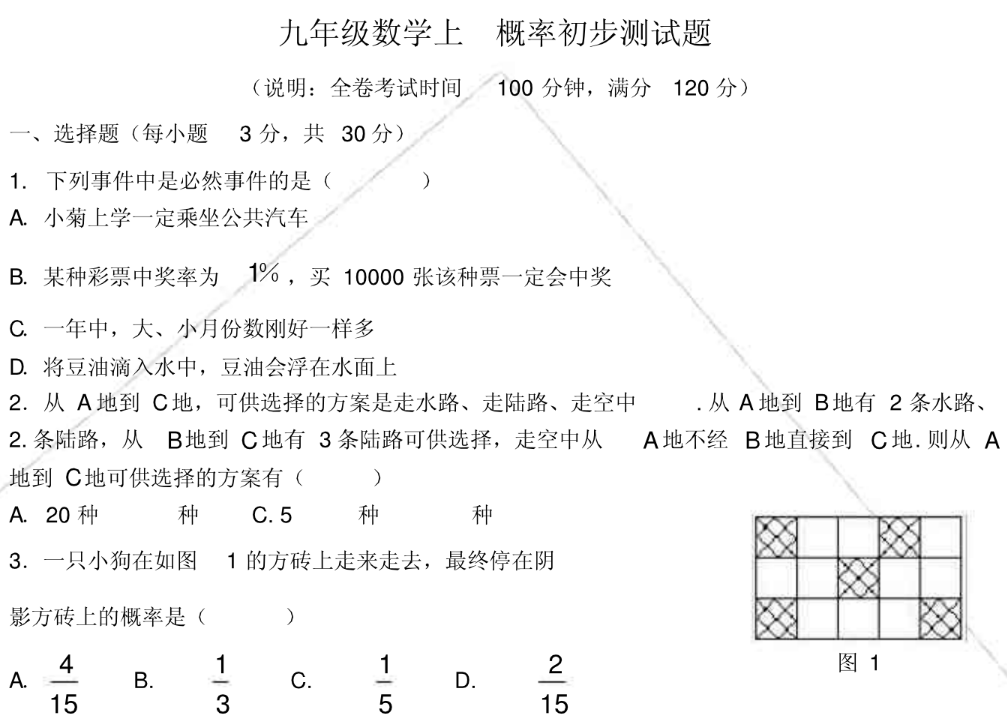 九年级数学上 概率初步测试题
（说明：全卷考试时间 100 分钟，满分 120 分）
一、选择题（每小题 3 分，共 30 分）
1. 下列事件中是必然事件的是（ ）
A. 小菊上学一定乘坐公共汽车
B. 某种彩票中奖率为 1%，买 10000 张该种票一定会中奖
C. 一年中，大、小月份数刚好一样多
D. 将豆油滴入水中，豆油会浮在水面上
2. 从 A地到 C地，可供选择的方案是走水路、走陆路、走空中 . 从 A地到 B地有 2 条水路、
2. 条陆路，从 B地到 C地有 3 条陆路可供选择，走空中从 A地不经 B地直接到 C地. 则从 A
地到 C地可供选择的方案有（ ）
A. 20 种 种 C. 5 种 种
3. 一只小狗在如图 1 的方砖上走来走去，最终停在阴
影方砖上的概率是（ ）
A. 4/15 B. 1/3 C. 1/5 D. 2/15
图 1